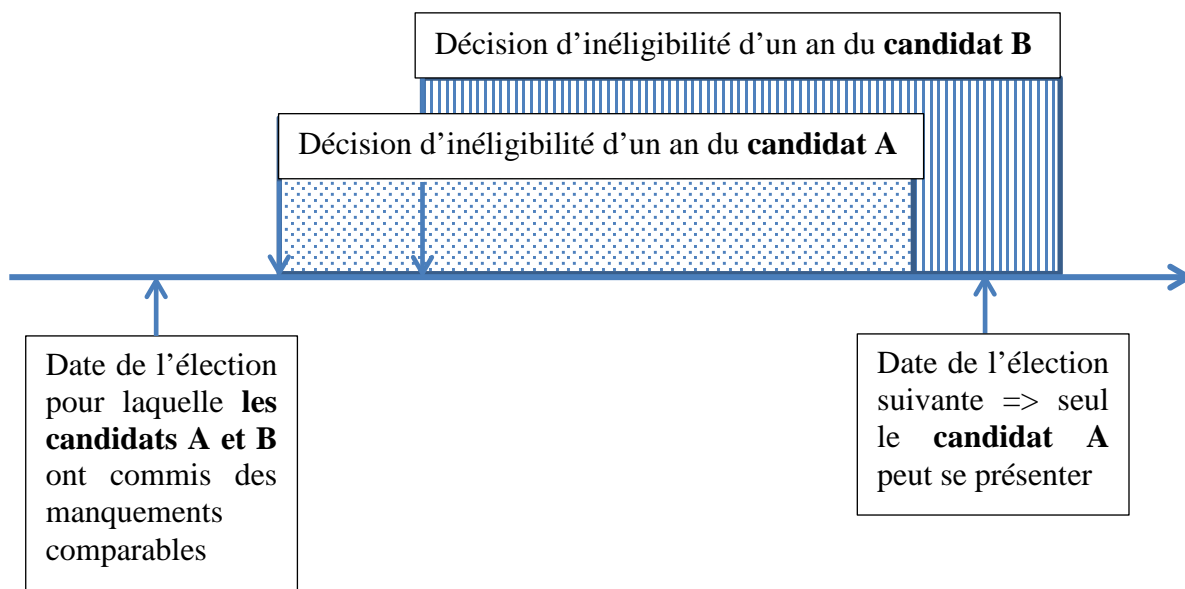 Décision d’inéligibilité d’un an du candidat B
Décision d’inéligibilité d’un an du candidat A
Date de l’élection
pour laquelle les
candidats A et B
ont commis des
manquements
comparables
Date de l’élection
suivante => seul
le candidat A
peut se présenter